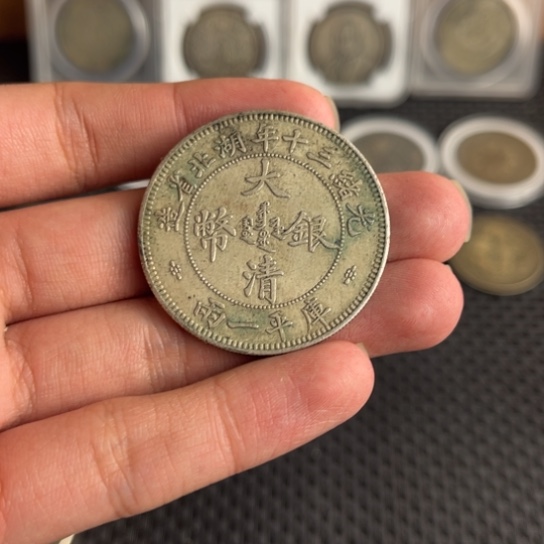 光緒三十年湖北省造
大清銀幣
庫平一兩